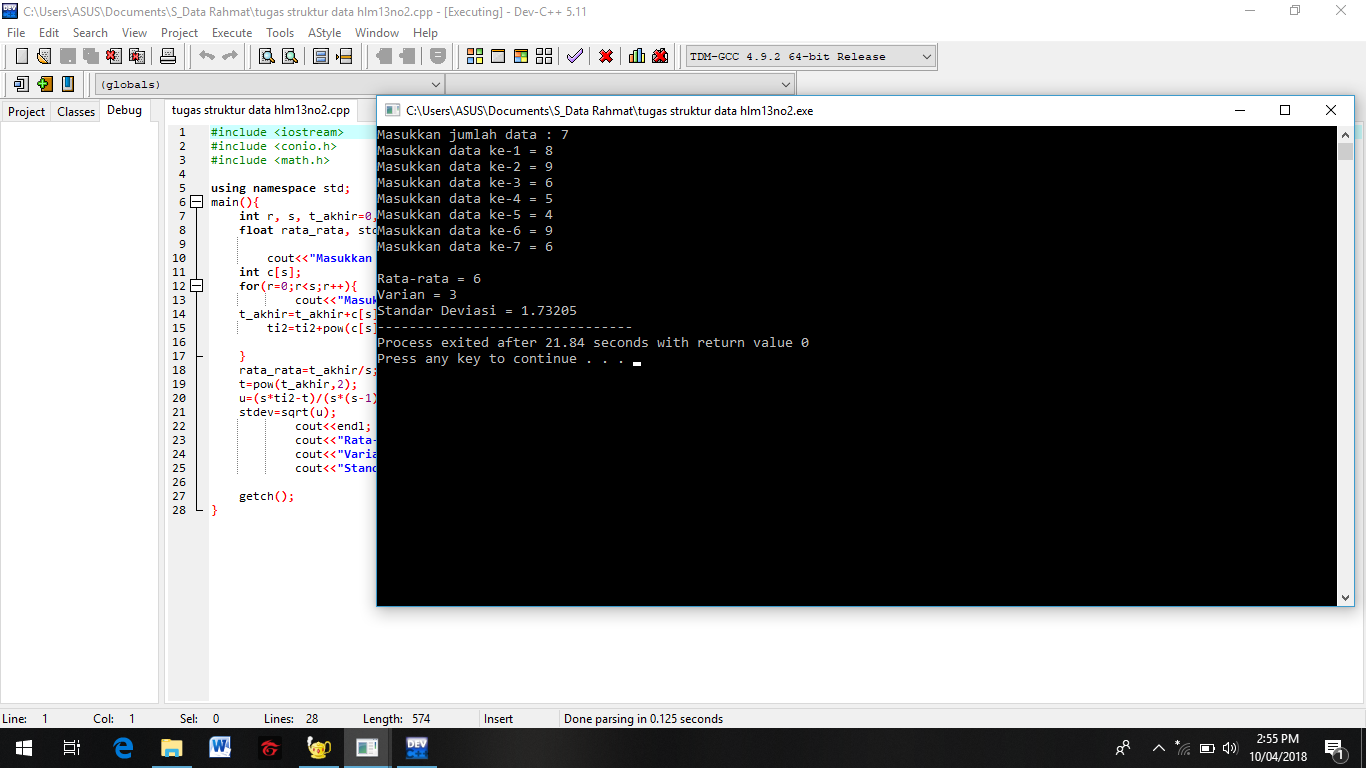 C:\Users\ASUS\Documents\S_Data Rahmat\tugas struktur data hlm13no2.cpp - [Executing] - Dev-C++ 5.11
File Edit Search View Project Execute Tools AStyle Window Help
TDM-GCC 4.9.2 64-bit Release
(globals)
Project Classes Debug
tugas struktur data hlm13no2.cpp
1 #include <iostream>
2 #include <conio.h>
3 #include <math.h>
4
5 using namespace std;
6 main(){
7 int r, s, t_akhir=0,
8 float rata_rata, std
9
10 cout<<"Masukkan
11 int c[s];
12 for(r=0;r<s;r++){
13 cout<<"Masuk
14 t_akhir=t_akhir+c[s]
15 ti2=ti2+pow(c[s]
16
17 }
18 rata_rata=t_akhir/s;
19 t=pow(t_akhir,2);
20 u=(s*ti2-t)/(s*(s-1)
21 stdev=sqrt(u);
22 cout<<endl;
23 cout<<"Rata-
24 cout<<"Varia
25 cout<<"Stand
26
27 getch();
28 }
C:\Users\ASUS\Documents\S_Data Rahmat\tugas struktur data hlm13no2.exe
Masukkan jumlah data : 7
Masukkan data ke-1 = 8
Masukkan data ke-2 = 9
Masukkan data ke-3 = 6
Masukkan data ke-4 = 5
Masukkan data ke-5 = 4
Masukkan data ke-6 = 9
Masukkan data ke-7 = 6
Rata-rata = 6
Varian = 3
Standar Deviasi = 1.73205
--------------------------------
Process exited after 21.84 seconds with return value 0
Press any key to continue . . .
Line: 1 Col: 1 Sel: 0 Lines: 28 Length: 574 Insert Done parsing in 0.125 seconds
2:55 PM
10/04/2018
1